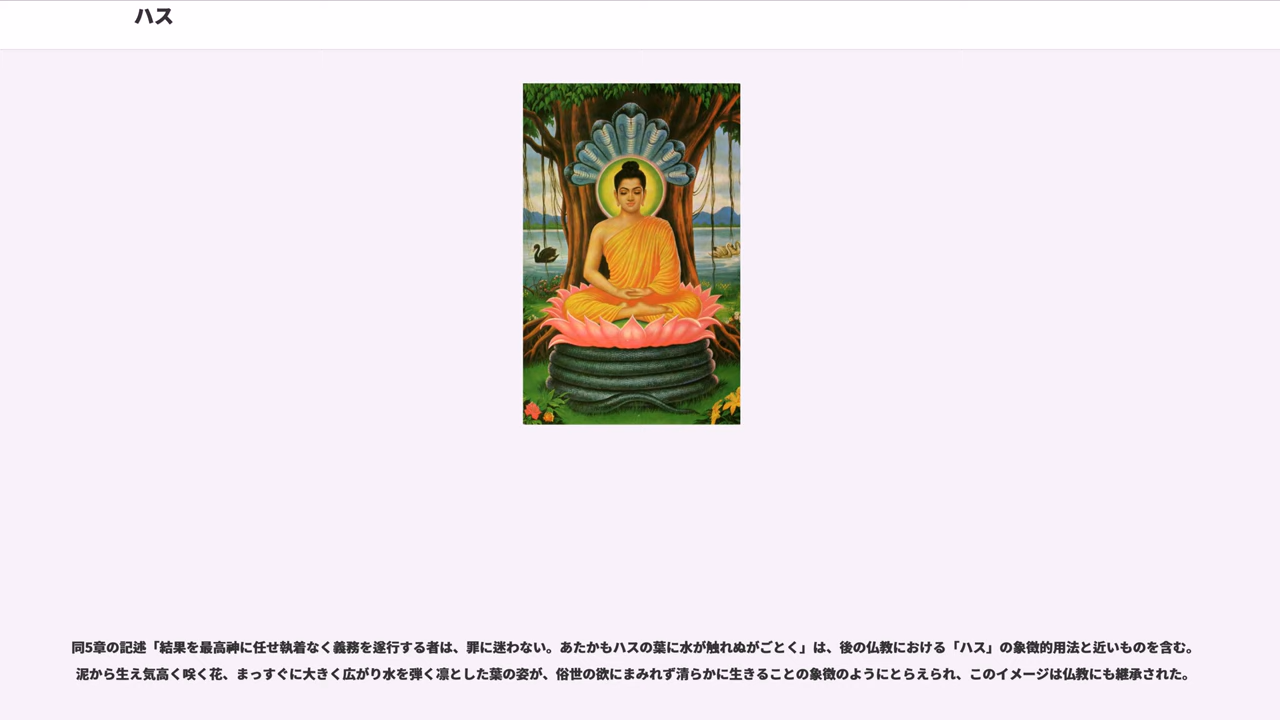 ハス
同5章の記述「結果を最高神に任せ執着なく義務を遂行する者は、罪に迷わない。あたかもハスの葉に水が触れぬがごとく」は、後の仏教における「ハス」の象徴的用法と近いものを含む。
泥から生え気高く咲く花、まっすぐに大きく広がり水を弾く凛とした葉の姿が、俗世の欲にまみれず清らかに生きることの象徴のようにとらえられ、このイメージは仏教にも継承された。